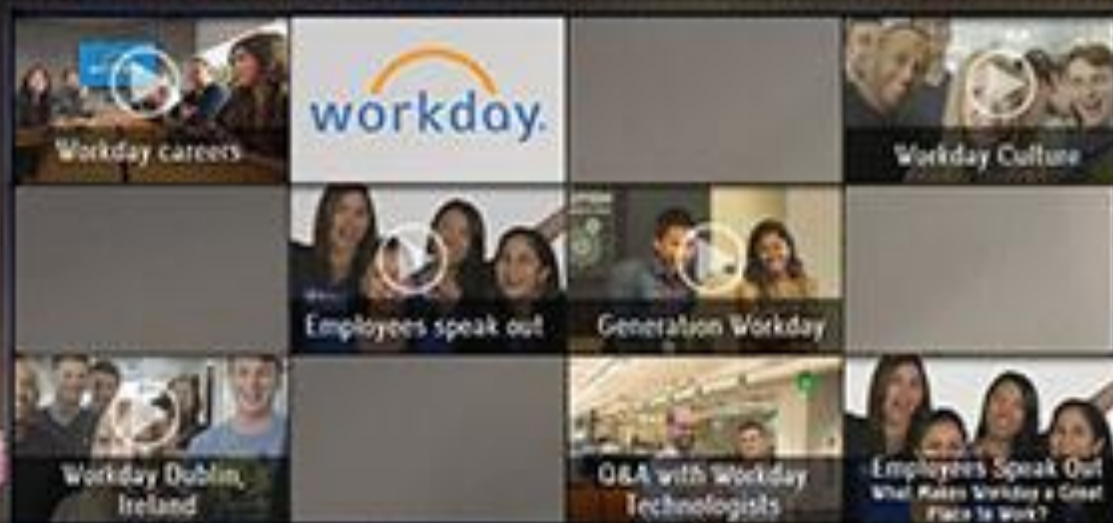 Workday careers
workday.
Workday Culture
Employees speak out
Generation Workday
Workday Dublin,
Ireland
Q&A with Workday
Technologists
Employees Speak Out
What Makes Workday a Great
Place to Work?